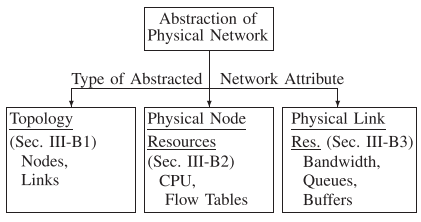 Abstraction of
Physical Network
Type of Abstracted Network Attribute
Topology
(Sec. III-B1)
Nodes,
Links
Physical Node
Resources
(Sec. III-B2)
CPU,
Flow Tables
Physical Link
Res. (Sec. III-B3)
Bandwidth,
Queues,
Buffers